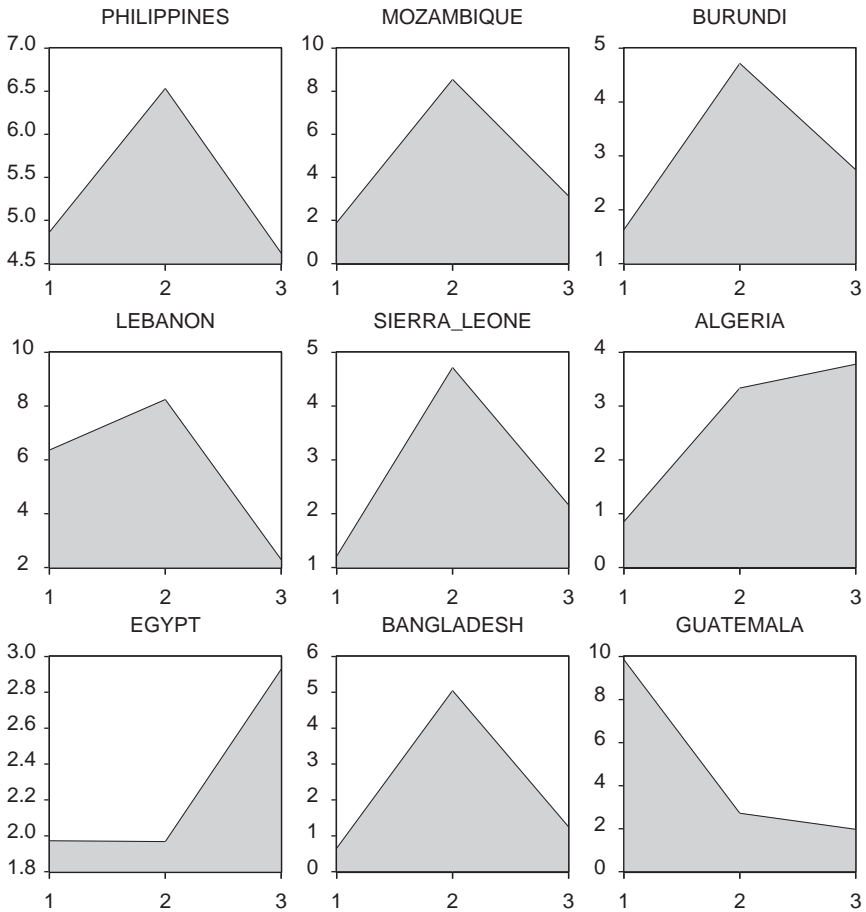 PHILIPPINES MOZAMBIQUE BURUNDI
7.0 10 5
6.5 8 4
6.0 6 3
5.5 4 2
5.0 2 1
4.5 0
1 2 3 1 2 3 1 2 3
LEBANON SIERRA_LEONE ALGERIA
10 5 4
8 4 3
6 3 2
4 2 1
2 1 0
1 2 3 1 2 3 1 2 3
EGYPT BANGLADESH GUATEMALA
3.0 6 10
2.8 5 8
2.6 4 6
2.4 3 4
2.2 2 2
2.0 1 0
1.8 0
1 2 3 1 2 3 1 2 3